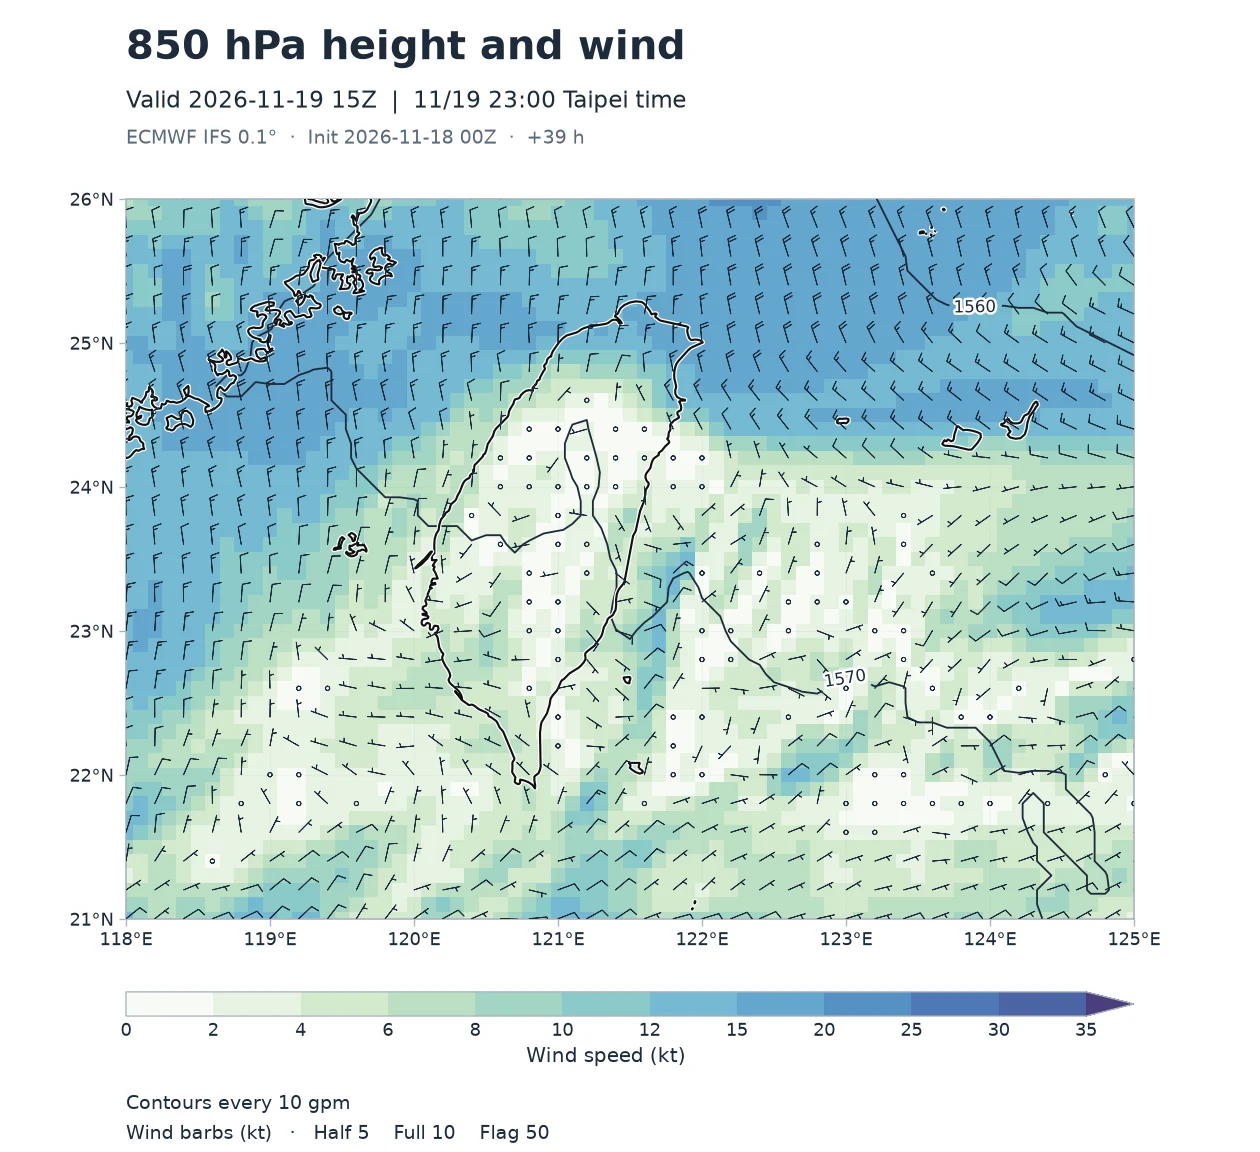 850 hPa height and wind
Valid 2026-11-19 15Z | 11/19 23:00 Taipei time
ECMWF IFS 0.1° · Init 2026-11-18 00Z · +39 h
26°N
1560
25°N
24°N
23°N
1570
22°N
21°N
118°E 119°E 120°E 121°E 122°E 123°E 124°E 125°E
0 2 4 6 8 10 12 15 20 25 30 35
Wind speed (kt)
Contours every 10 gpm
Wind barbs (kt) · Half 5 Full 10 Flag 50